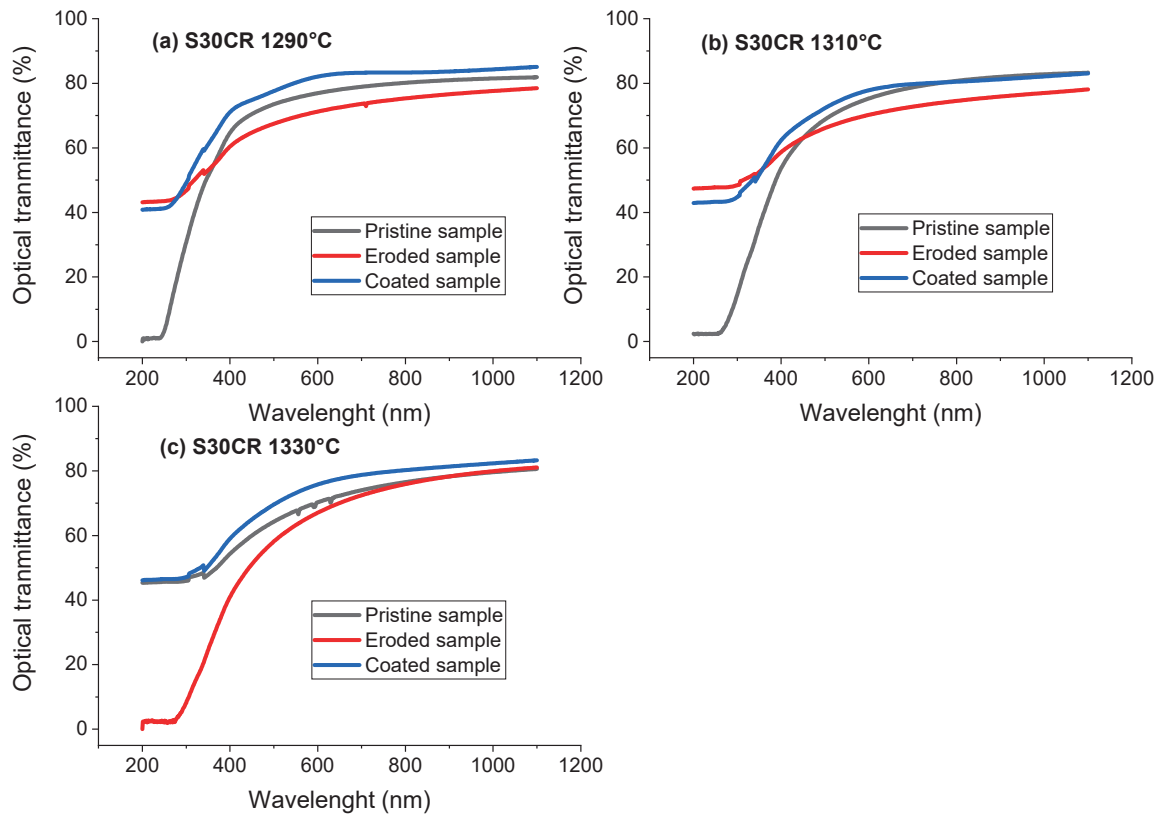 (a) S30CR 1290°C
Optical tranmittance (%)
100
80
60
40
20
0
Pristine sample
Eroded sample
Coated sample
200 400 600 800 1000 1200
Wavelenght (nm)
(b) S30CR 1310°C
Optical tranmittance (%)
100
80
60
40
20
0
Pristine sample
Eroded sample
Coated sample
200 400 600 800 1000 1200
Wavelenght (nm)
(c) S30CR 1330°C
Optical tranmittance (%)
100
80
60
40
20
0
Pristine sample
Eroded sample
Coated sample
200 400 600 800 1000 1200
Wavelenght (nm)